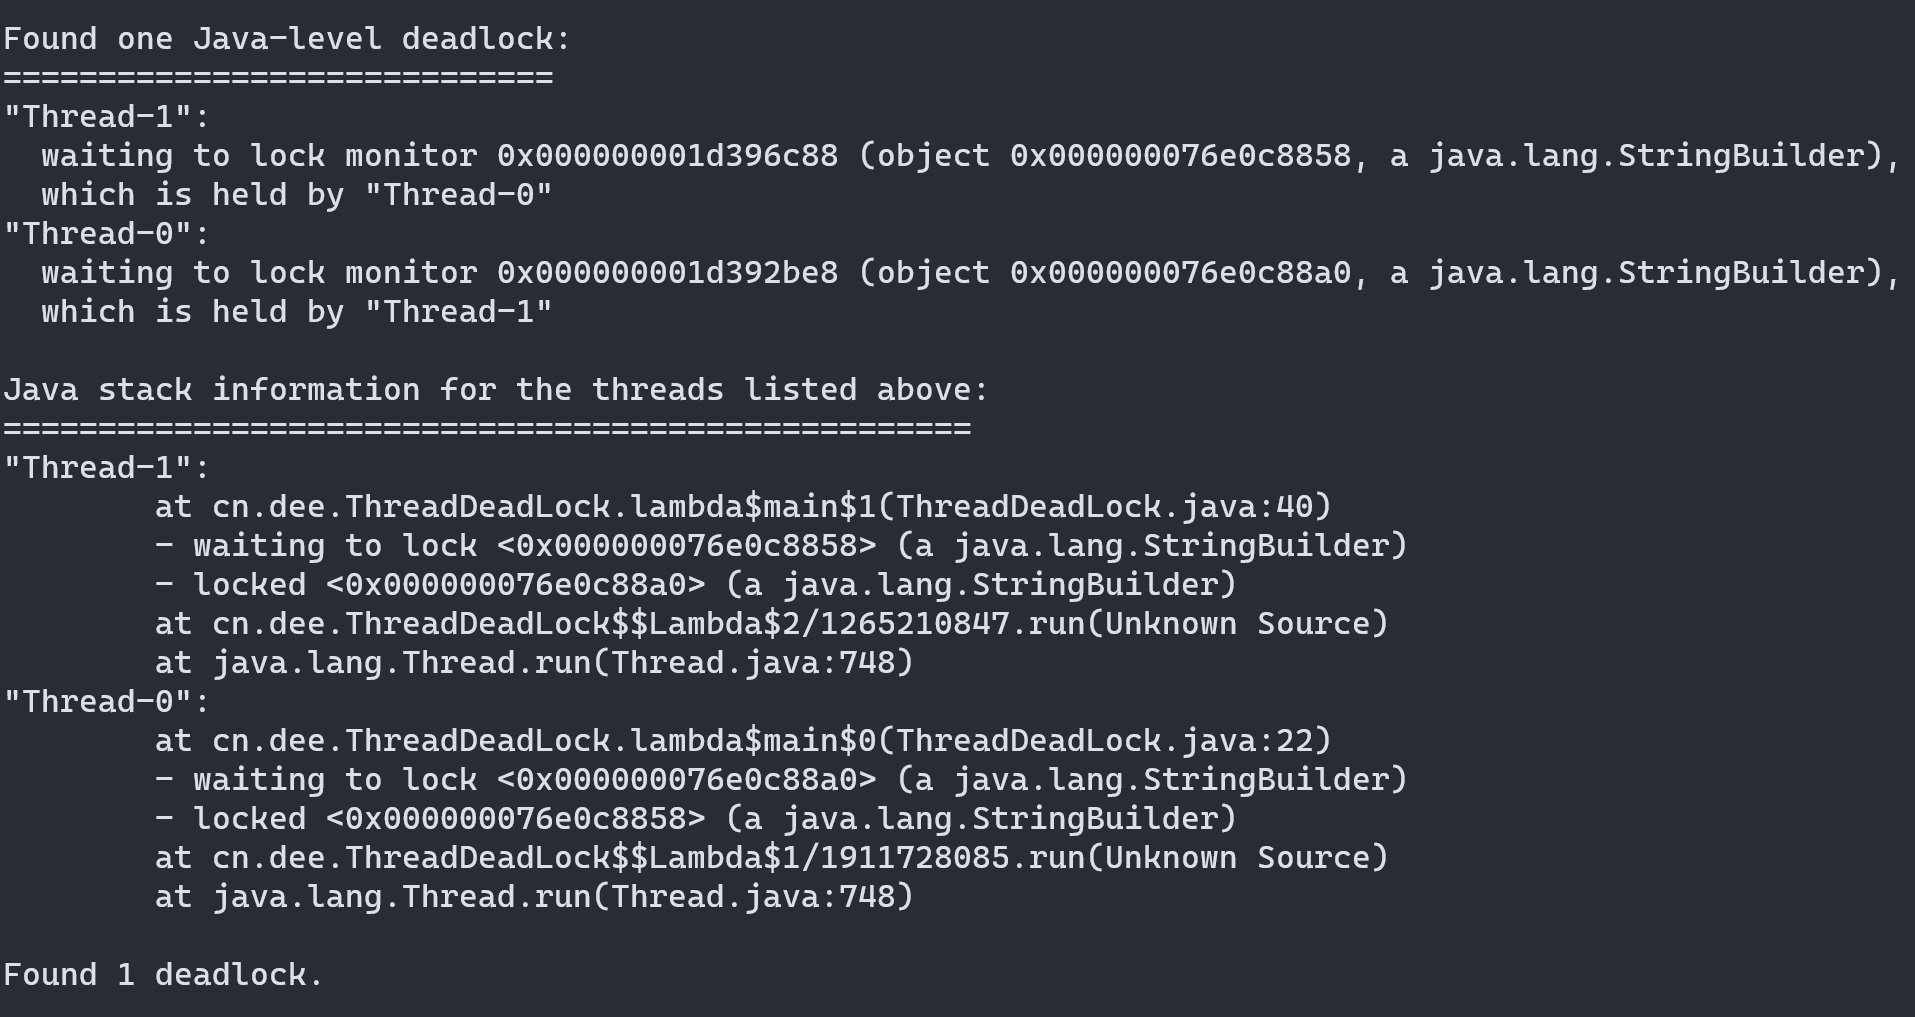 Found one Java-level deadlock:
=============================
"Thread-1":
  waiting to lock monitor 0x000000001d396c88 (object 0x000000076e0c8858, a java.lang.StringBuilder),
  which is held by "Thread-0"
"Thread-0":
  waiting to lock monitor 0x000000001d392be8 (object 0x000000076e0c88a0, a java.lang.StringBuilder),
  which is held by "Thread-1"

Java stack information for the threads listed above:
===================================================
"Thread-1":
        at cn.dee.ThreadDeadLock.lambda$main$1(ThreadDeadLock.java:40)
        - waiting to lock <0x000000076e0c8858> (a java.lang.StringBuilder)
        - locked <0x000000076e0c88a0> (a java.lang.StringBuilder)
        at cn.dee.ThreadDeadLock$$Lambda$2/1265210847.run(Unknown Source)
        at java.lang.Thread.run(Thread.java:748)
"Thread-0":
        at cn.dee.ThreadDeadLock.lambda$main$0(ThreadDeadLock.java:22)
        - waiting to lock <0x000000076e0c88a0> (a java.lang.StringBuilder)
        - locked <0x000000076e0c8858> (a java.lang.StringBuilder)
        at cn.dee.ThreadDeadLock$$Lambda$1/1911728085.run(Unknown Source)
        at java.lang.Thread.run(Thread.java:748)

Found 1 deadlock.